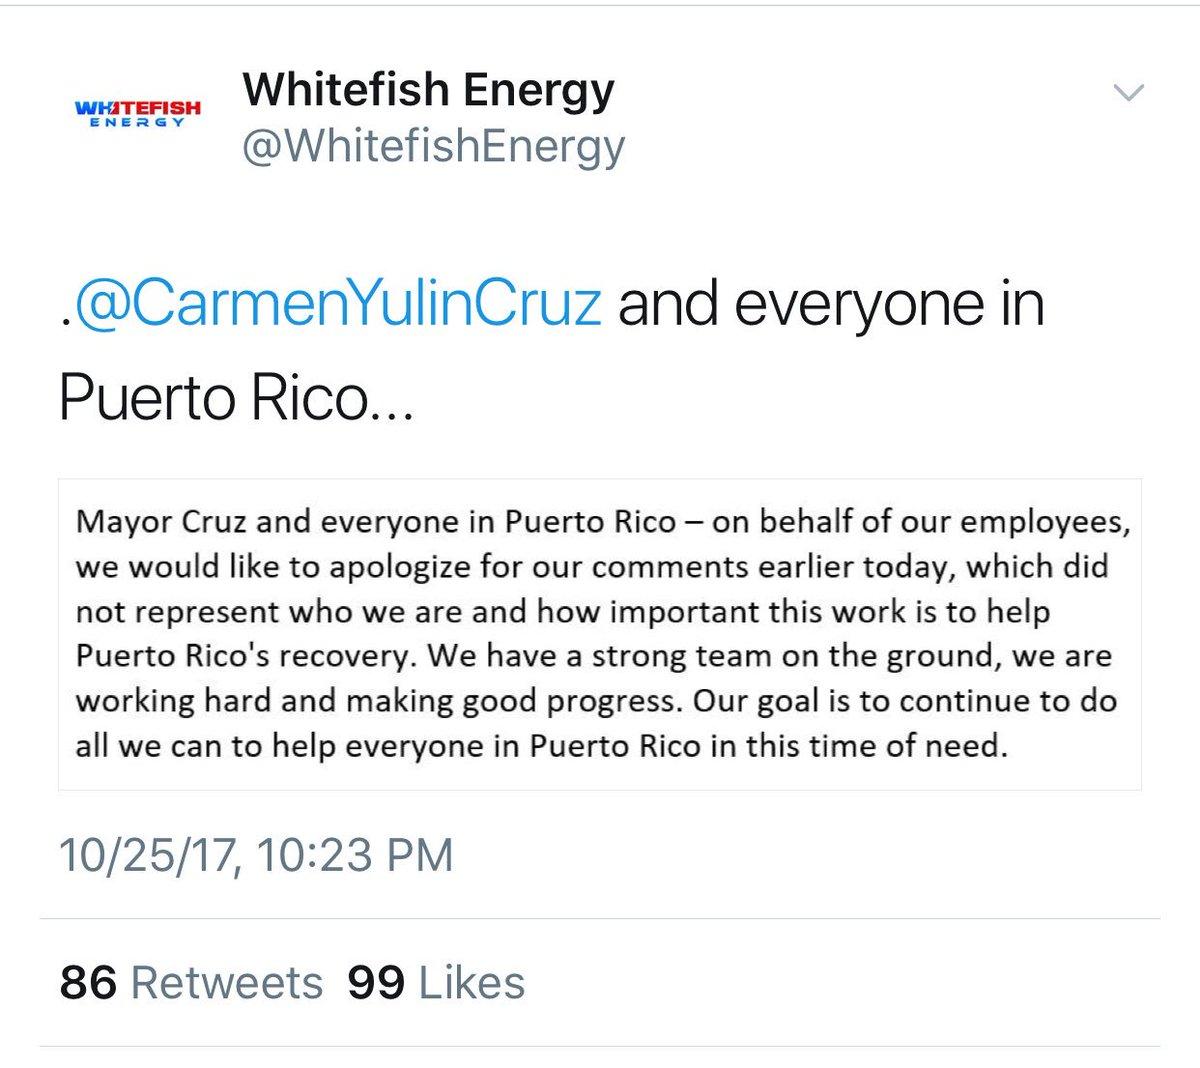 WHITEFISH
ENERGY
Whitefish Energy
@WhitefishEnergy
.@CarmenYulinCruz and everyone in
Puerto Rico...
Mayor Cruz and everyone in Puerto Rico – on behalf of our employees,
we would like to apologize for our comments earlier today, which did
not represent who we are and how important this work is to help
Puerto Rico's recovery. We have a strong team on the ground, we are
working hard and making good progress. Our goal is to continue to do
all we can to help everyone in Puerto Rico in this time of need.
10/25/17, 10:23 PM
86 Retweets 99 Likes